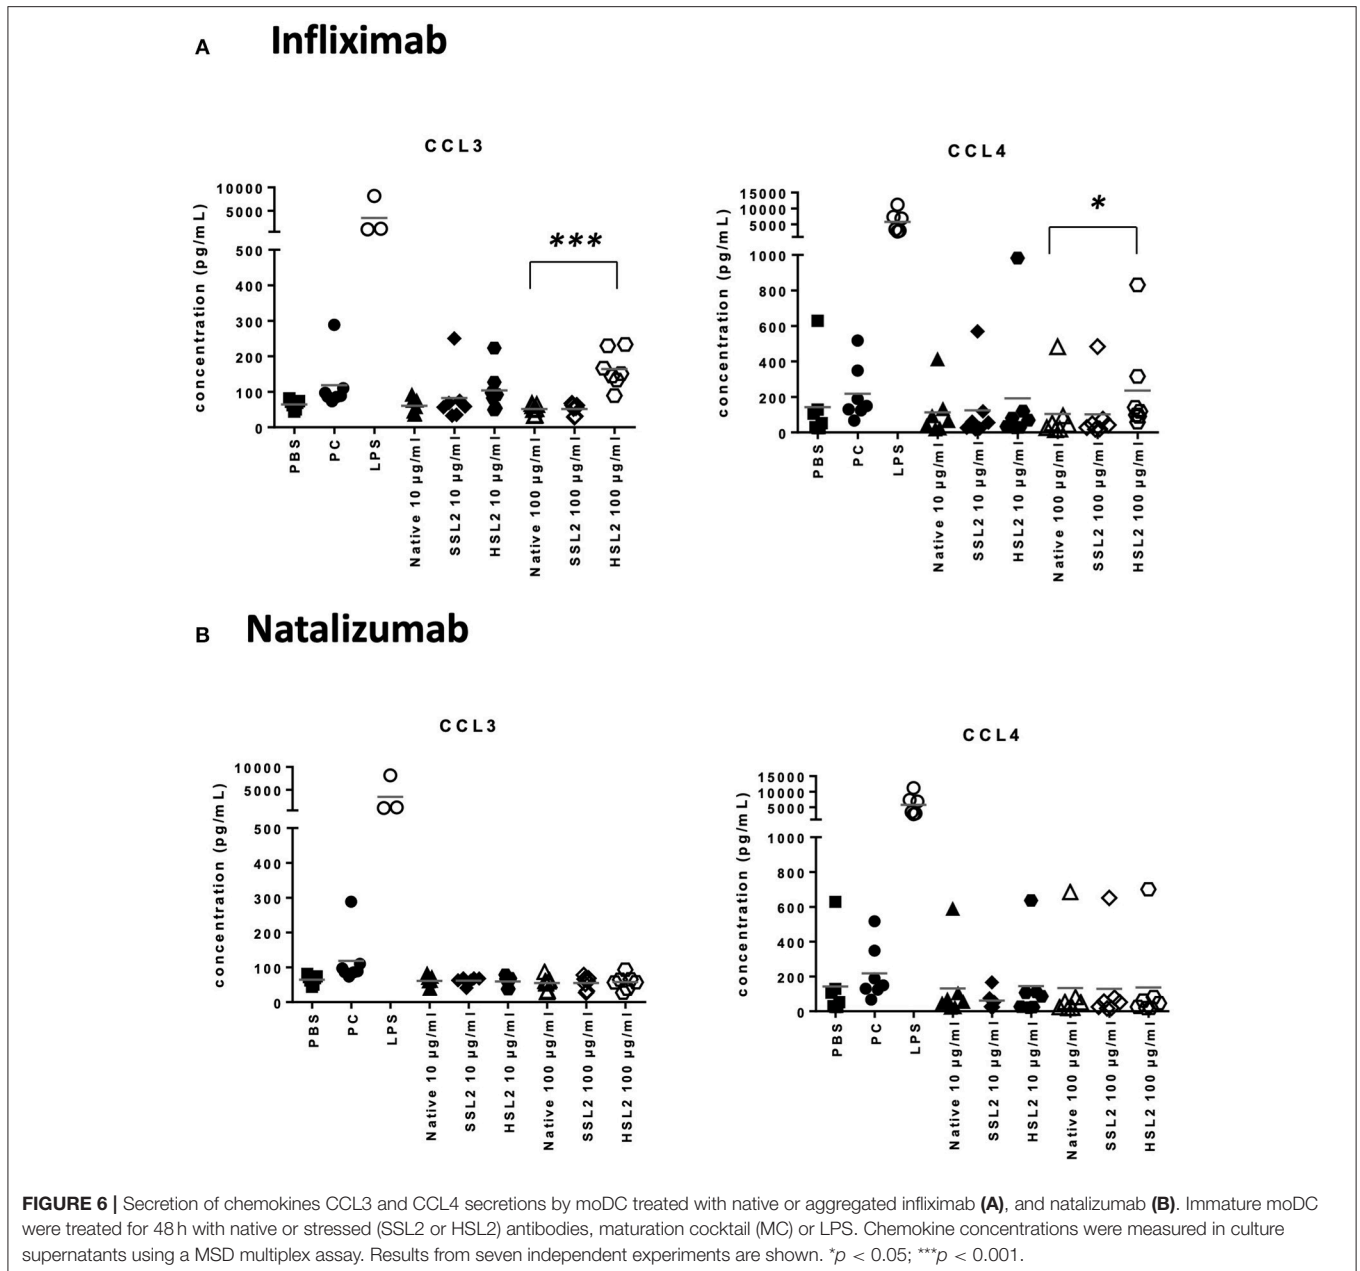 A Infliximab
CCL3
concentration (pg/mL)
10000
5000
500
400
300
200
100
0
***
PBS
PC
LPS
Native 10 µg/ml
SSL2 10 µg/ml
HSL2 10 µg/ml
Native 100 µg/ml
SSL2 100 µg/ml
HSL2 100 µg/ml
CCL4
concentration (pg/mL)
15000
10000
5000
1000
800
600
400
200
0
*
PBS
PC
LPS
Native 10 µg/ml
SSL2 10 µg/ml
HSL2 10 µg/ml
Native 100 µg/ml
SSL2 100 µg/ml
HSL2 100 µg/ml
B Natalizumab
CCL3
concentration (pg/mL)
10000
5000
500
400
300
200
100
0
PBS
PC
LPS
Native 10 µg/ml
SSL2 10 µg/ml
HSL2 10 µg/ml
Native 100 µg/ml
SSL2 100 µg/ml
HSL2 100 µg/ml
CCL4
concentration (pg/mL)
15000
10000
5000
1000
800
600
400
200
0
PBS
PC
LPS
Native 10 µg/ml
SSL2 10 µg/ml
HSL2 10 µg/ml
Native 100 µg/ml
SSL2 100 µg/ml
HSL2 100 µg/ml
FIGURE 6 | Secretion of chemokines CCL3 and CCL4 secretions by moDC treated with native or aggregated infliximab (A), and natalizumab (B). Immature moDC
were treated for 48 h with native or stressed (SSL2 or HSL2) antibodies, maturation cocktail (MC) or LPS. Chemokine concentrations were measured in culture
supernatants using a MSD multiplex assay. Results from seven independent experiments are shown. *p < 0.05; ***p < 0.001.